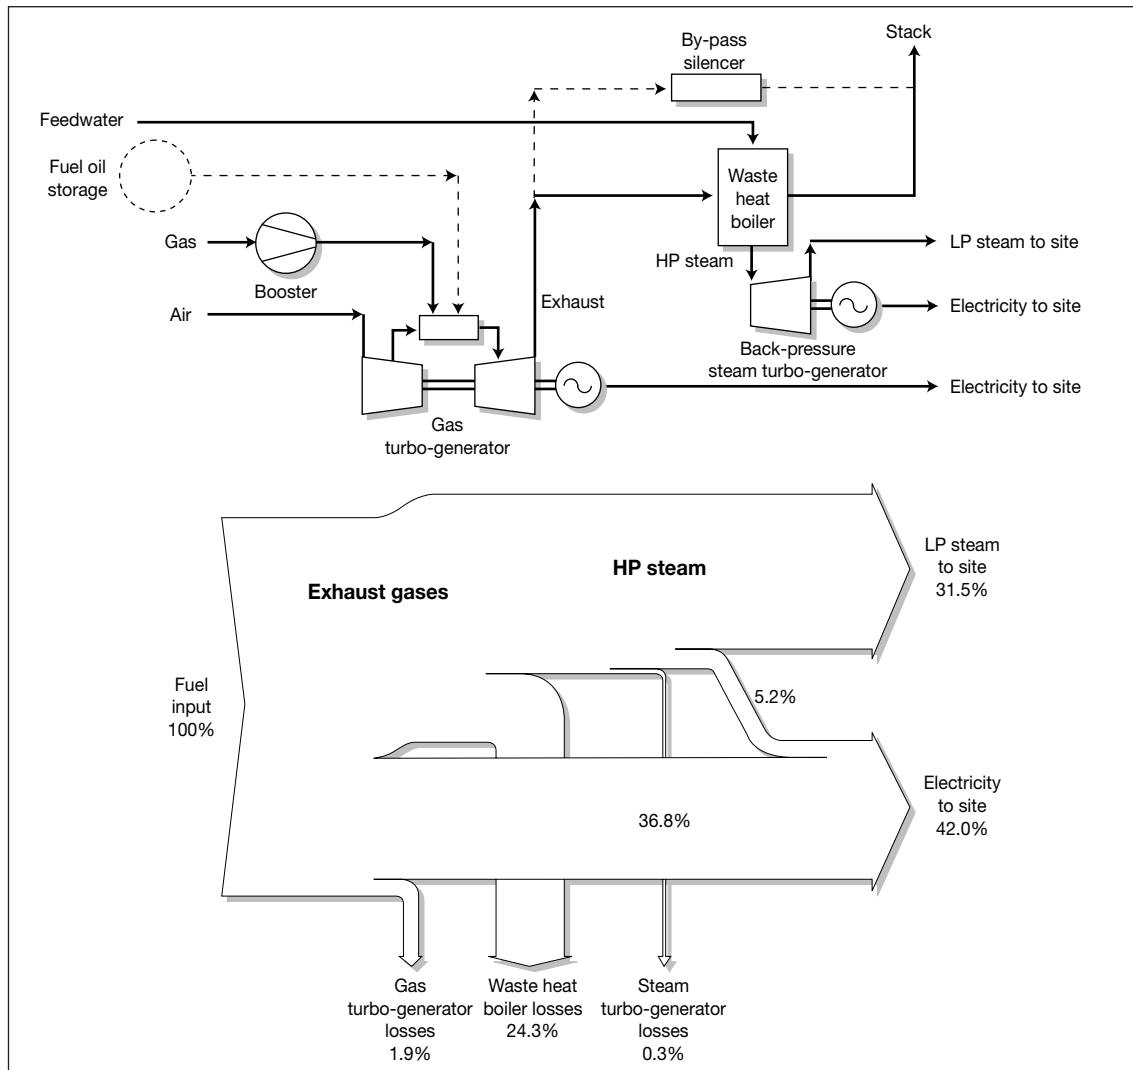 Stack
By-pass
silencer
Feedwater
Fuel oil
storage
Waste
heat
boiler
Gas
Booster
HP steam
LP steam to site
Air
Exhaust
Electricity to site
Back-pressure
steam turbo-generator
Electricity to site
Gas
turbo-generator
LP steam
to site
31.5%
HP steam
Exhaust gases
Fuel
input
100%
5.2%
Electricity
to site
42.0%
36.8%
Gas
turbo-generator
losses
1.9%
Waste heat
boiler losses
24.3%
Steam
turbo-generator
losses
0.3%